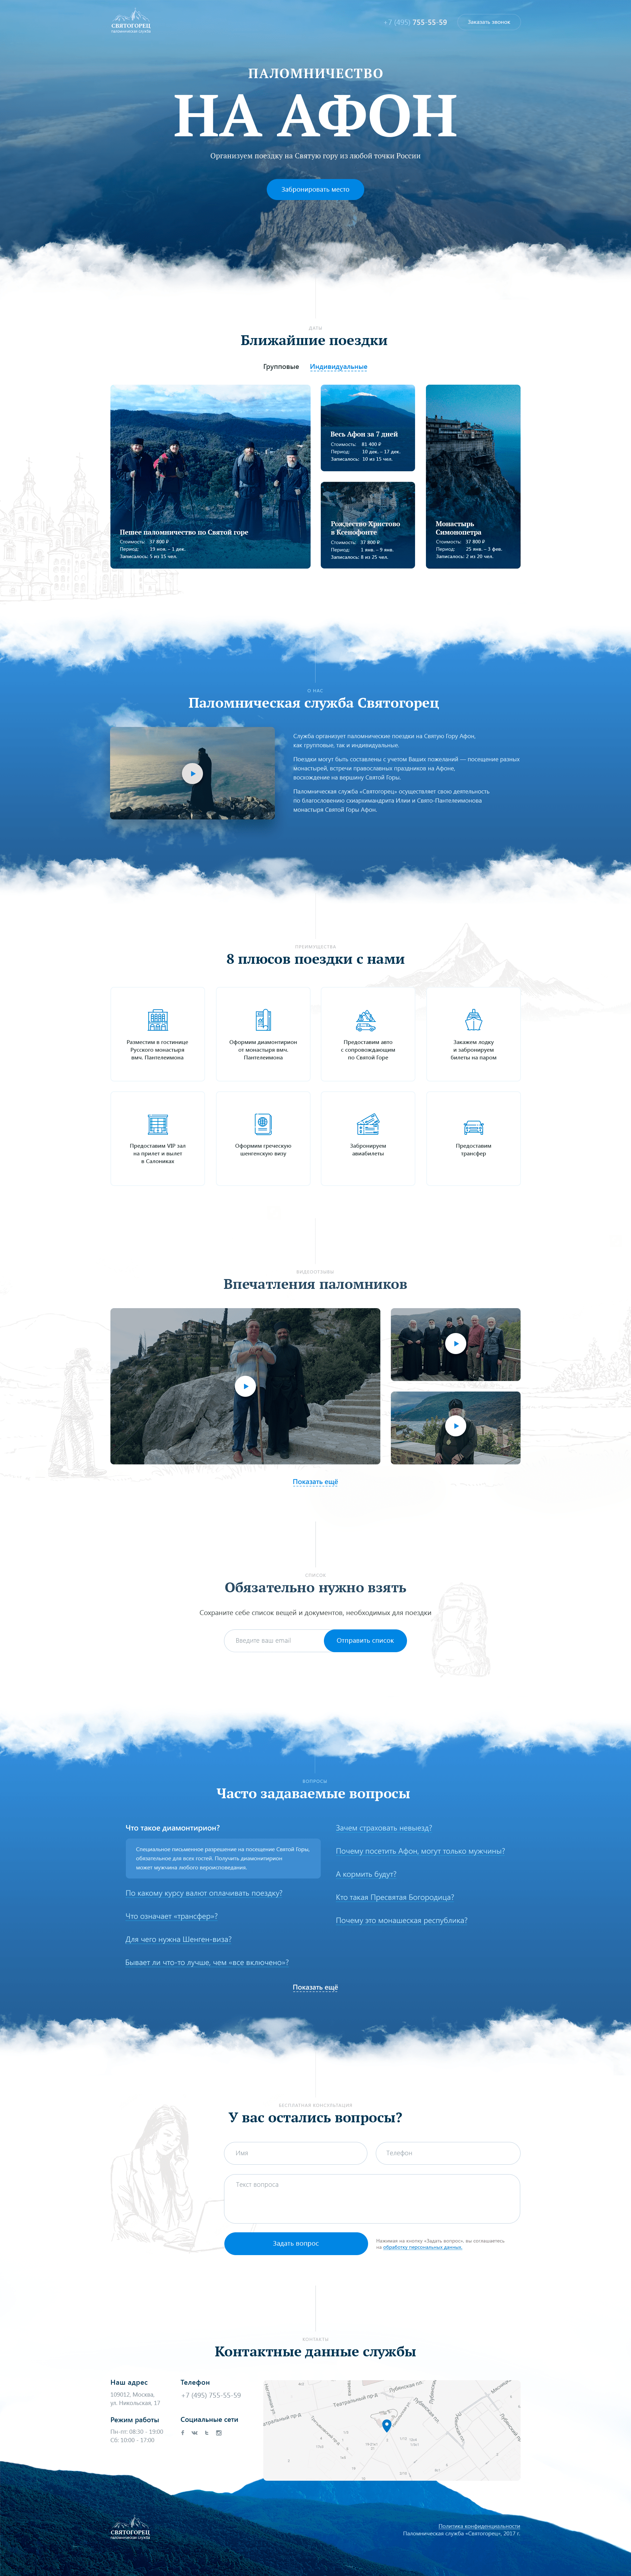 СВЯТОГОРЕЦ
паломническая служба
+7 (495) 755-55-59
Заказать звонок
ПАЛОМНИЧЕСТВО
НА АФОН
Организуем поездку на Святую гору из любой точки России
Забронировать место
ДАТЫ
Ближайшие поездки
Групповые
Индивидуальные
Пешее паломничество по Святой горе
Стоимость: 37 800 ₽
Период: 19 ноя. – 1 дек.
Записалось: 5 из 15 чел.
Весь Афон за 7 дней
Стоимость: 81 400 ₽
Период: 10 дек. – 17 дек.
Записалось: 10 из 15 чел.
Рождество Христово
в Ксенофонте
Стоимость: 37 800 ₽
Период: 1 янв. – 9 янв.
Записалось: 8 из 25 чел.
Монастырь
Симонопетра
Стоимость: 37 800 ₽
Период: 25 янв. – 3 фев.
Записалось: 2 из 20 чел.
О НАС
Паломническая служба Святогорец
Служба организует паломнические поездки на Святую Гору Афон,
как групповые, так и индивидуальные.
Поездки могут быть составлены с учетом Ваших пожеланий — посещение разных
монастырей, встречи православных праздников на Афоне,
восхождение на вершину Святой Горы.
Паломническая служба «Святогорец» осуществляет свою деятельность
по благословению схиархимандрита Илии и Свято-Пантелеимонова
монастыря Святой Горы Афон.
ПРЕИМУЩЕСТВА
8 плюсов поездки с нами
Разместим в гостинице
Русского монастыря
вмч. Пантелеимона
Оформим диамонтирион
от монастыря вмч.
Пантелеимона
Предоставим авто
с сопровождающим
по Святой Горе
Закажем лодку
и забронируем
билеты на паром
Предоставим VIP зал
на прилет и вылет
в Салониках
Оформим греческую
шенгенскую визу
Забронируем
авиабилеты
Предоставим
трансфер
ВИДЕООТЗЫВЫ
Впечатления паломников
Показать ещё
СПИСОК
Обязательно нужно взять
Сохраните себе список вещей и документов, необходимых для поездки
Введите ваш email
Отправить список
ВОПРОСЫ
Часто задаваемые вопросы
Что такое диамонтирион?
Специальное письменное разрешение на посещение Святой Горы,
обязательное для всех гостей. Получить диамонитирион
может мужчина любого вероисповедания.
По какому курсу валют оплачивать поездку?
Что означает «трансфер»?
Для чего нужна Шенген-виза?
Бывает ли что-то лучше, чем «все включено»?
Зачем страховать невыезд?
Почему посетить Афон, могут только мужчины?
А кормить будут?
Кто такая Пресвятая Богородица?
Почему это монашеская республика?
Показать ещё
БЕСПЛАТНАЯ КОНСУЛЬТАЦИЯ
У вас остались вопросы?
Имя
Телефон
Текст вопроса
Задать вопрос
Нажимая на кнопку «Задать вопрос», вы соглашаетесь
на обработку персональных данных.
КОНТАКТЫ
Контактные данные службы
Наш адрес
109012, Москва,
ул. Никольская, 17
Режим работы
Пн-пт: 08:30 - 19:00
Сб: 10:00 - 17:00
Телефон
+7 (495) 755-55-59
Социальные сети
Театральный пр-д
Лубянская пл.
СВЯТОГОРЕЦ
паломническая служба
Политика конфиденциальности
Паломническая служба «Святогорец», 2017 г.